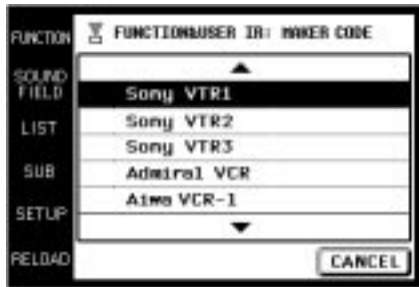 FUNCTION
FUNCTION&USER IR: MAKER CODE
SOUND
FIELD
Sony VTR1
LIST
Sony VTR2
Sony VTR3
SUB
Admiral VCR
Aiwa VCR-1
SETUP
RELOAD
CANCEL